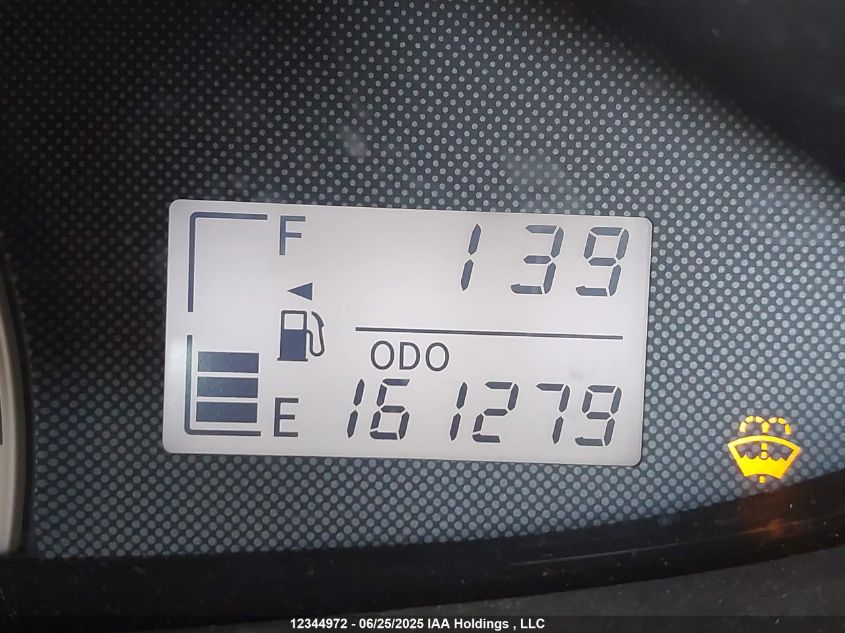 F 139
ODO
E 161279
12344972 - 06/25/2025 IAA Holdings , LLC